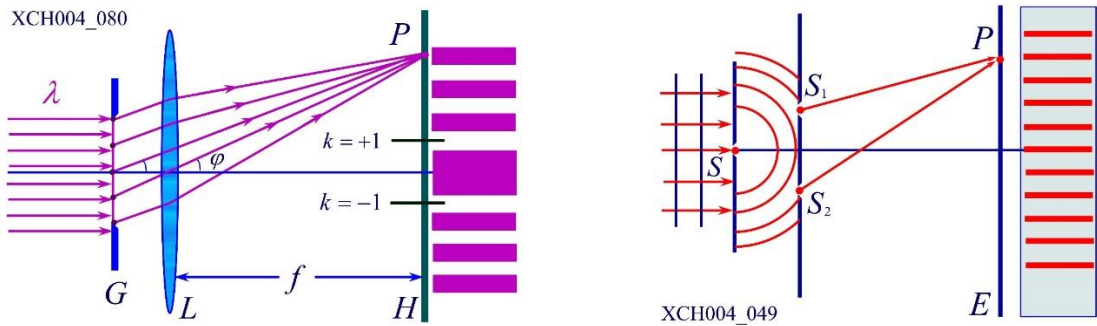 XCH004_080
λ
P
k = +1
φ
k = −1
f
G
L
H
P
S₁
S
S₂
E
XCH004_049